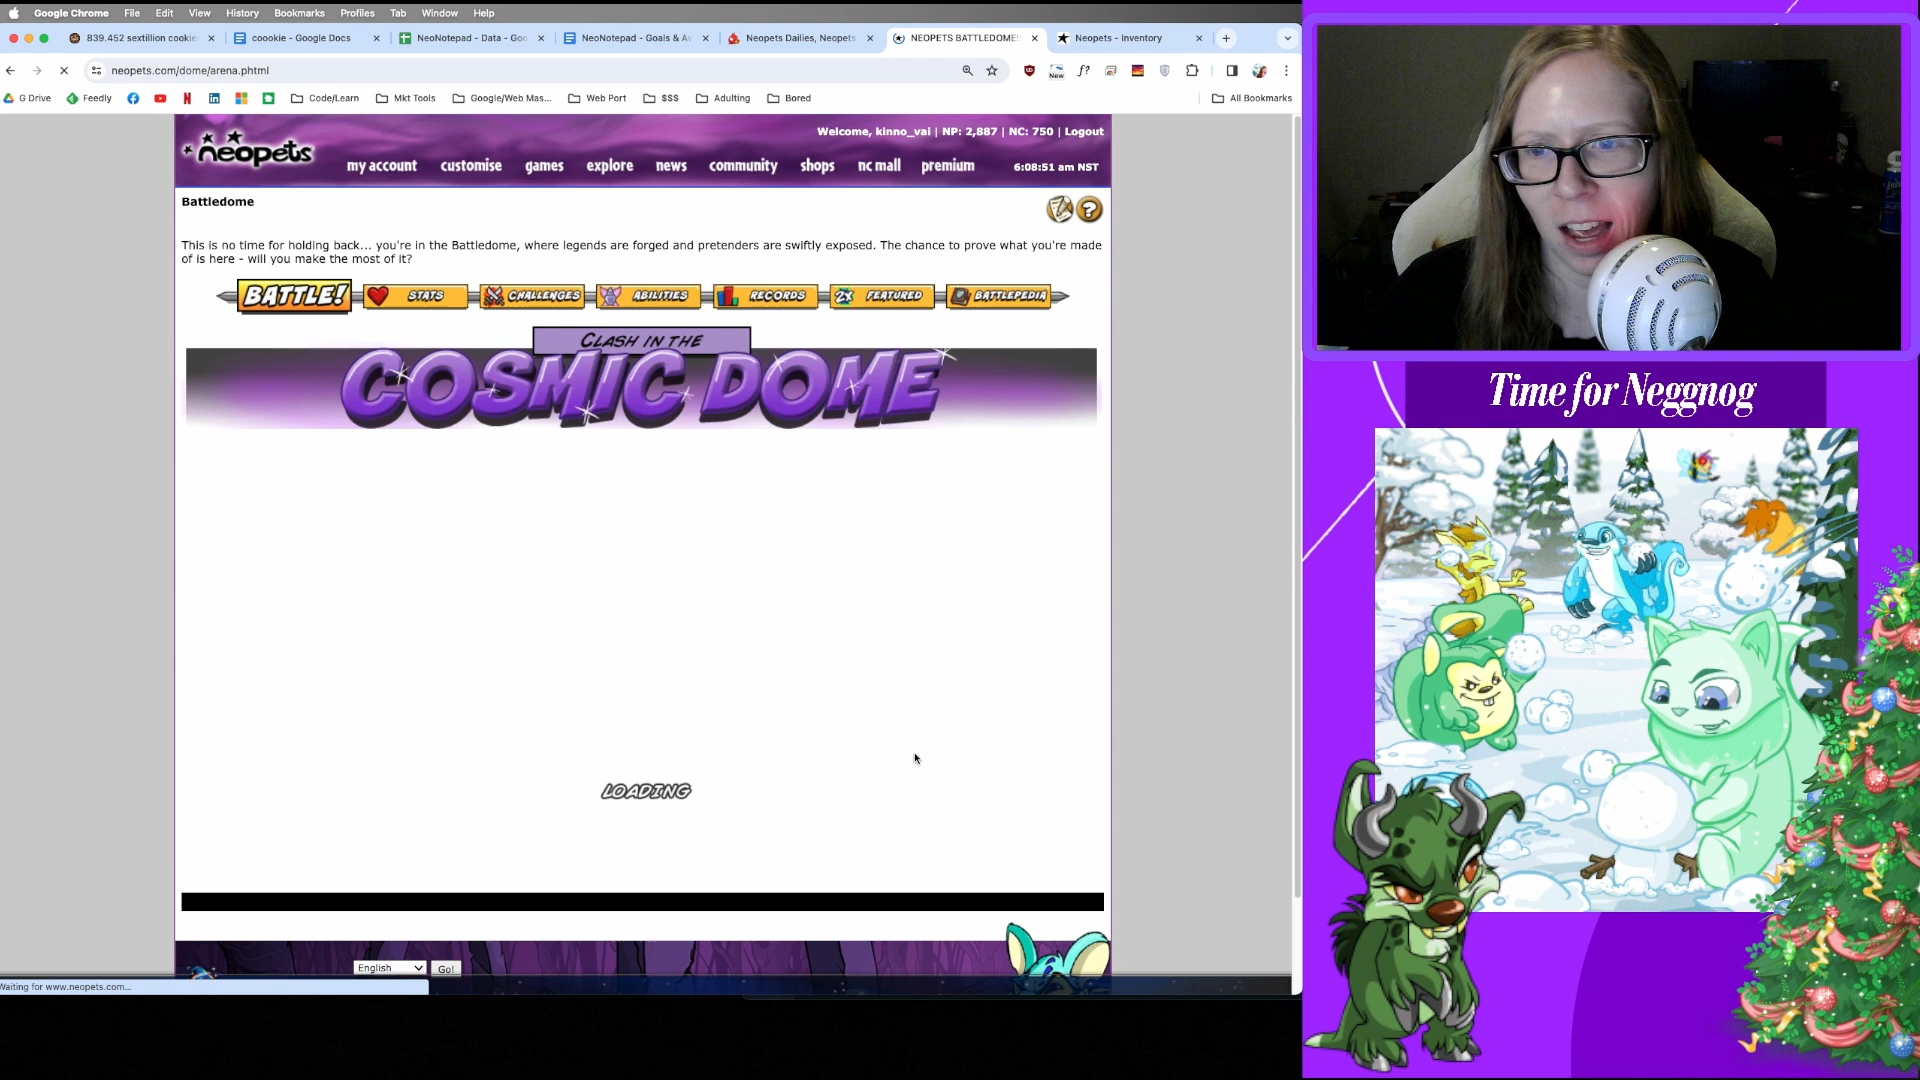 Google Chrome File Edit View History Bookmarks Profiles Tab Window Help
839.452 sextillion cookie
coookie - Google Docs
NeoNotepad - Data - Goo
NeoNotepad - Goals & Av
Neopets Dailies, Neopets
NEOPETS BATTLEDOME!
Neopets - Inventory
neopets.com/dome/arena.phtml
New
f?
G Drive
Feedly
Code/Learn
Mkt Tools
Google/Web Mas...
Web Port
$$$
Adulting
Bored
All Bookmarks
neopets
Welcome, kinno_vai | NP: 2,887 | NC: 750 | Logout
my account customise games explore news community shops nc mall premium
6:08:51 am NST
Battledome
This is no time for holding back... you're in the Battledome, where legends are forged and pretenders are swiftly exposed. The chance to prove what you're made
of is here - will you make the most of it?
BATTLE! STATS CHALLENGES ABILITIES RECORDS 2X FEATURED BATTLEPEDIA
CLASH IN THE
COSMIC DOME
LOADING
English
Go!
Waiting for www.neopets.com...
Time for Neggnog